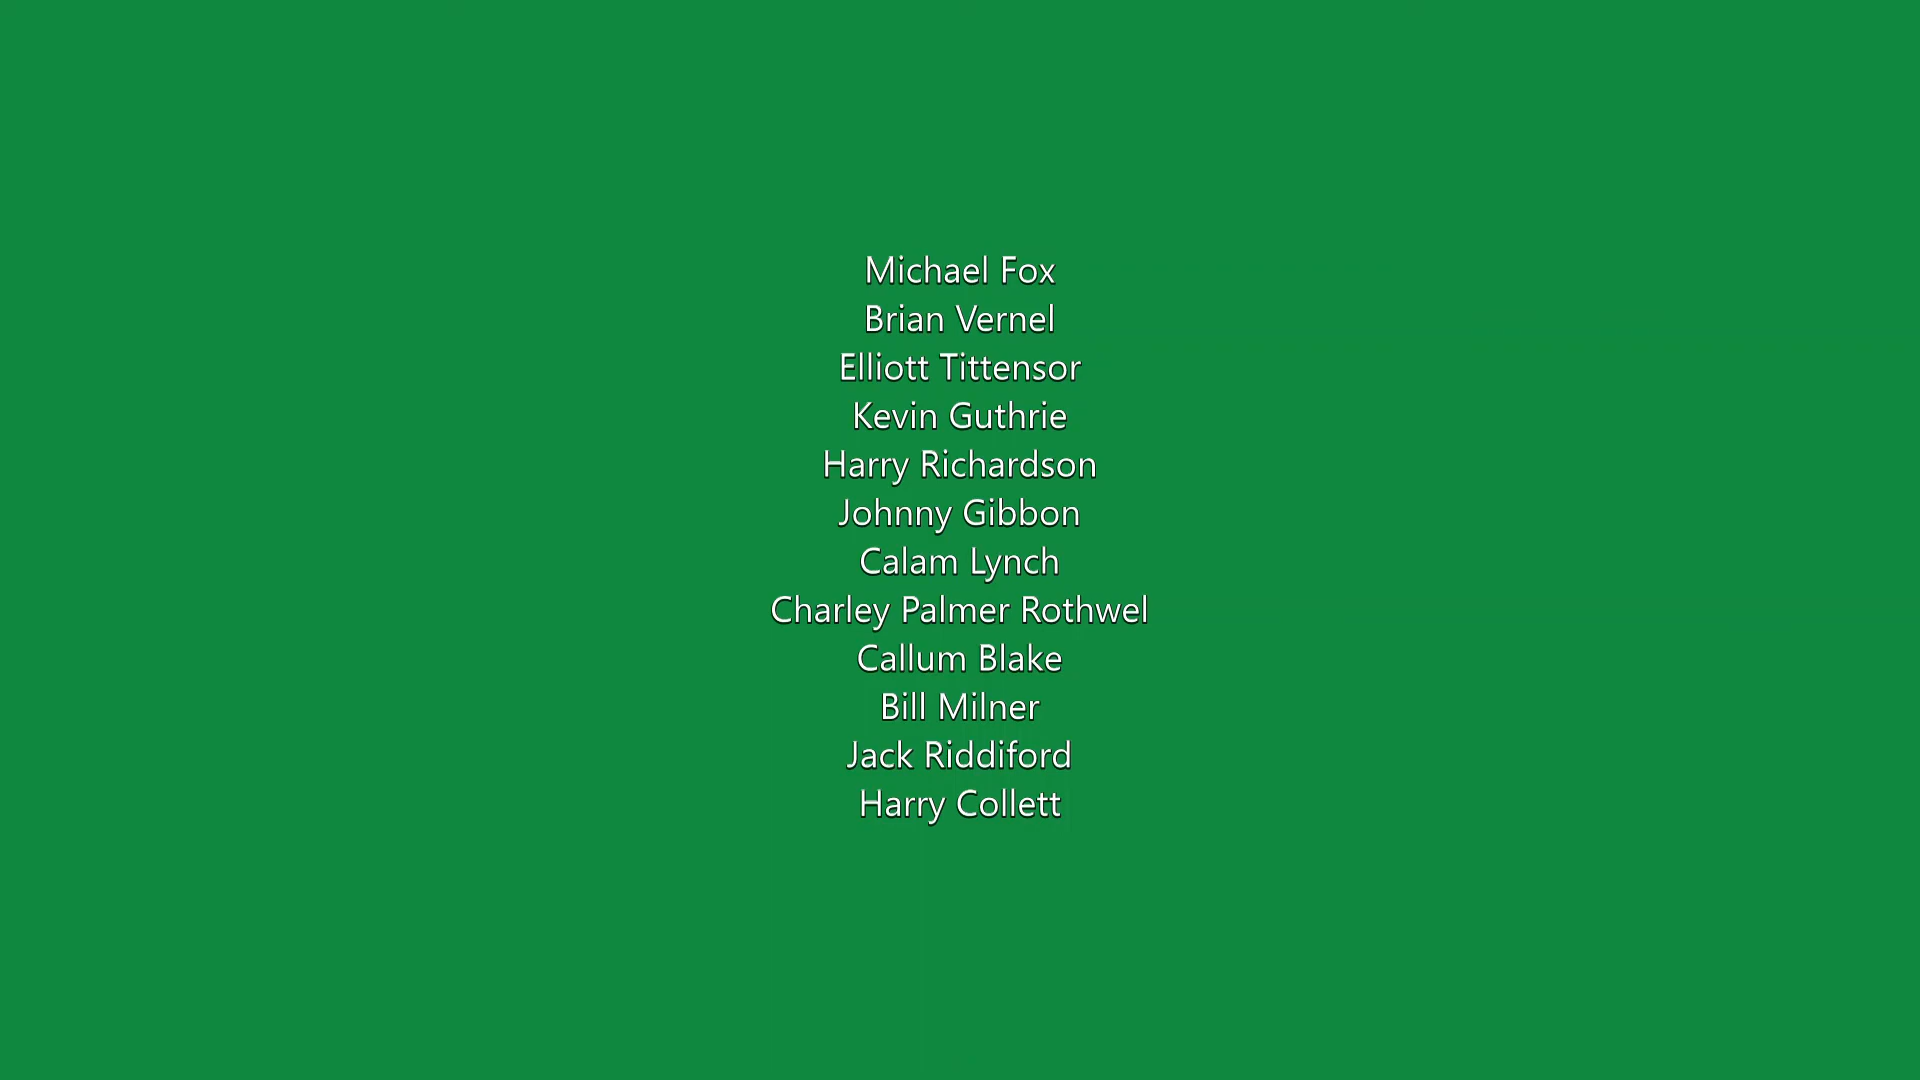 Michael Fox
Brian Vernel
Elliott Tittensor
Kevin Guthrie
Harry Richardson
Johnny Gibbon
Calam Lynch
Charley Palmer Rothwel
Callum Blake
Bill Milner
Jack Riddiford
Harry Collett